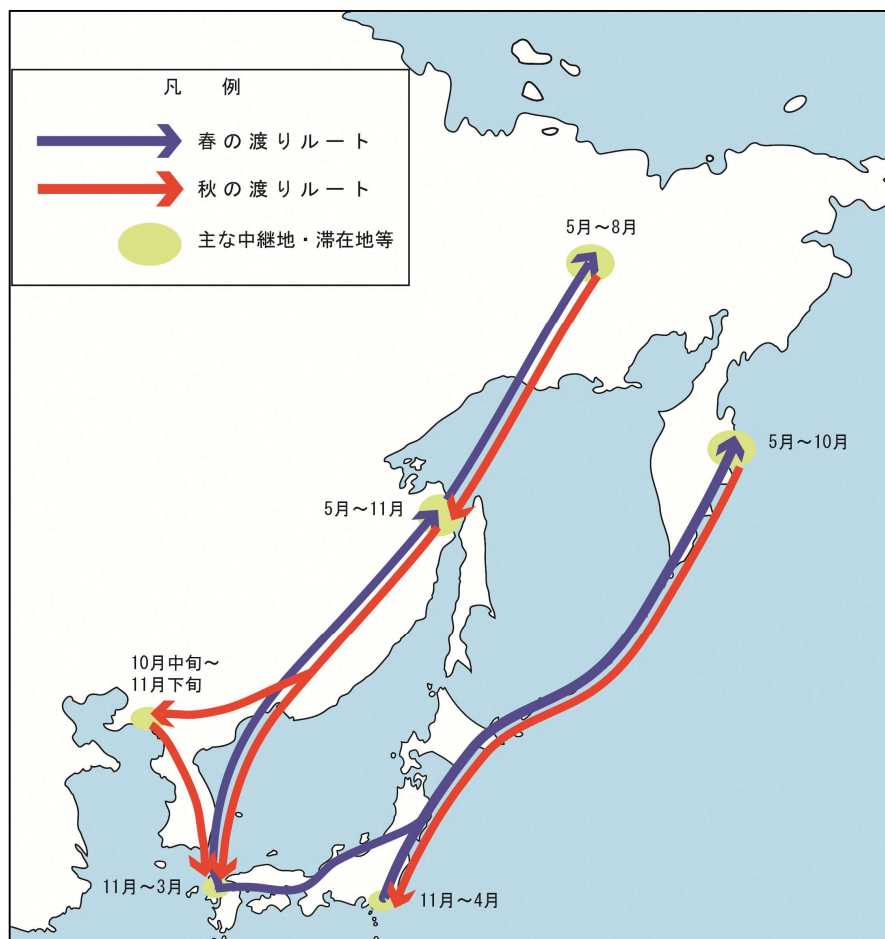 凡 例
春の渡りルート
秋の渡りルート
主な中継地・滞在地等
5月～8月
5月～10月
5月～11月
10月中旬～
11月下旬
11月～3月
11月～4月